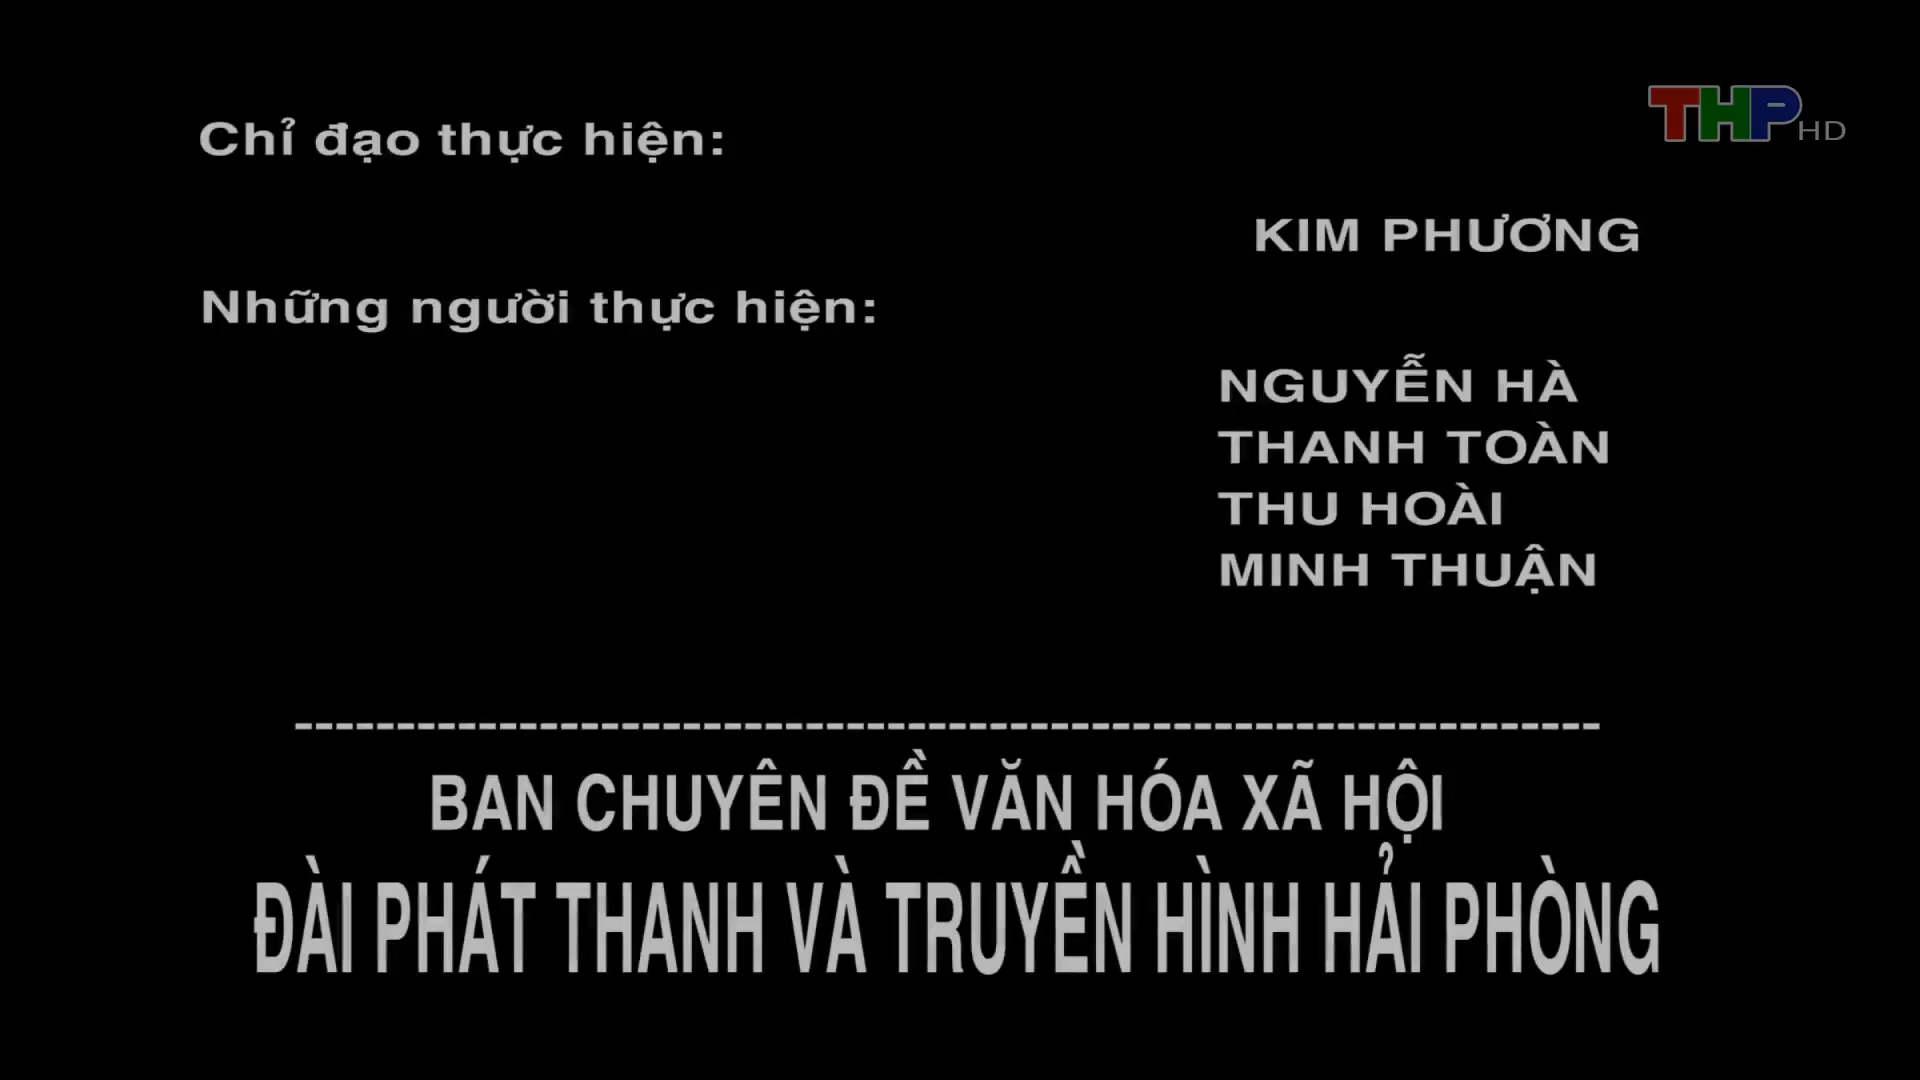 THP HD
Chỉ đạo thực hiện:
KIM PHƯƠNG
Những người thực hiện:
NGUYỄN HÀ
THANH TOÀN
THU HOÀI
MINH THUẬN
----------------------------------------------------------------
BAN CHUYÊN ĐỀ VĂN HÓA XÃ HỘI
ĐÀI PHÁT THANH VÀ TRUYỀN HÌNH HẢI PHÒNG